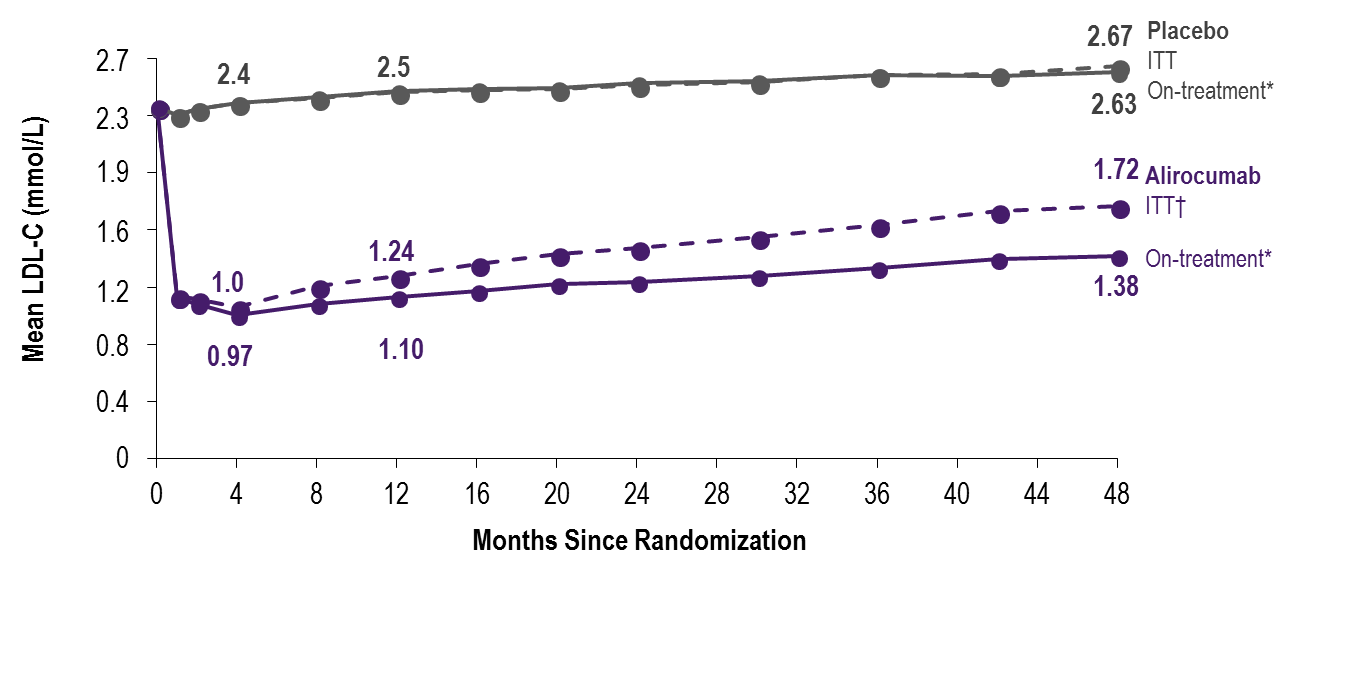 2.67
Placebo
ITT
On-treatment*
2.63
2.4
2.5
2.7
2.3
1.9
1.6
1.2
0.8
0.4
0
Mean LDL-C (mmol/L)
1.72
Alirocumab
ITT†
On-treatment*
1.38
1.24
1.0
0.97
1.10
0 4 8 12 16 20 24 28 32 36 40 44 48
Months Since Randomization